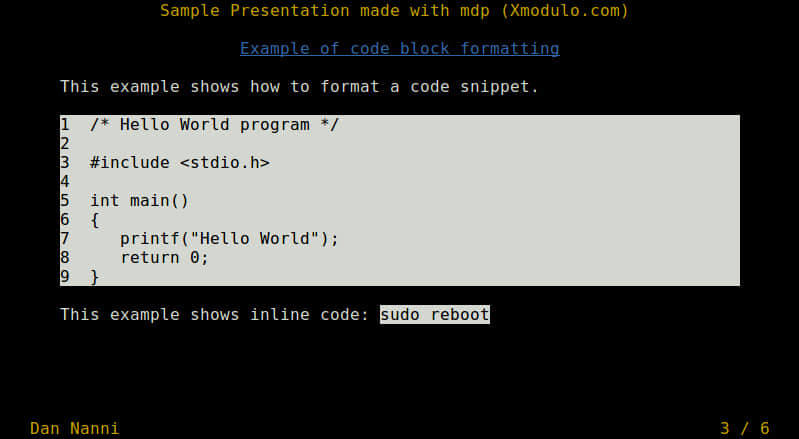 Sample Presentation made with mdp (Xmodulo.com)
Example of code block formatting
This example shows how to format a code snippet.
1  /* Hello World program */
2
3  #include <stdio.h>
4
5  int main()
6  {
7     printf("Hello World");
8     return 0;
9  }
This example shows inline code: sudo reboot
Dan Nanni 3 / 6